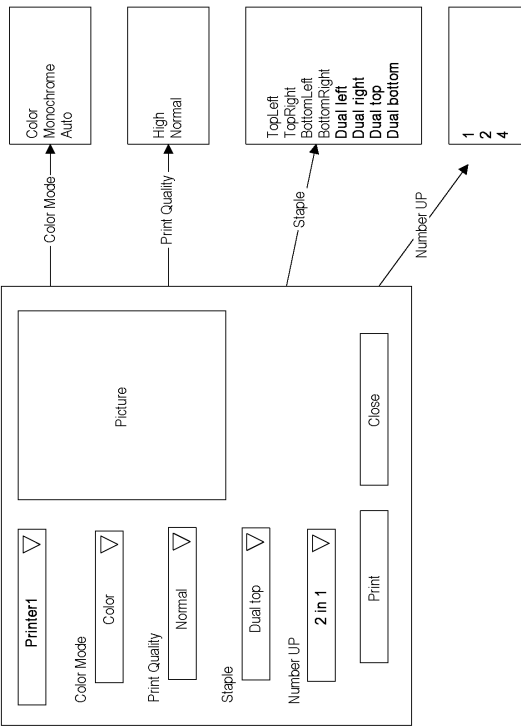 Printer1
Color Mode
Color
Print Quality
Normal
Staple
Dual top
Number UP
2 in 1
Print
Close
Picture
Color Mode
Color
Monochrome
Auto
Print Quality
High
Normal
Staple
TopLeft
TopRight
BottomLeft
BottomRight
Dual left
Dual right
Dual top
Dual bottom
Number UP
1
2
4